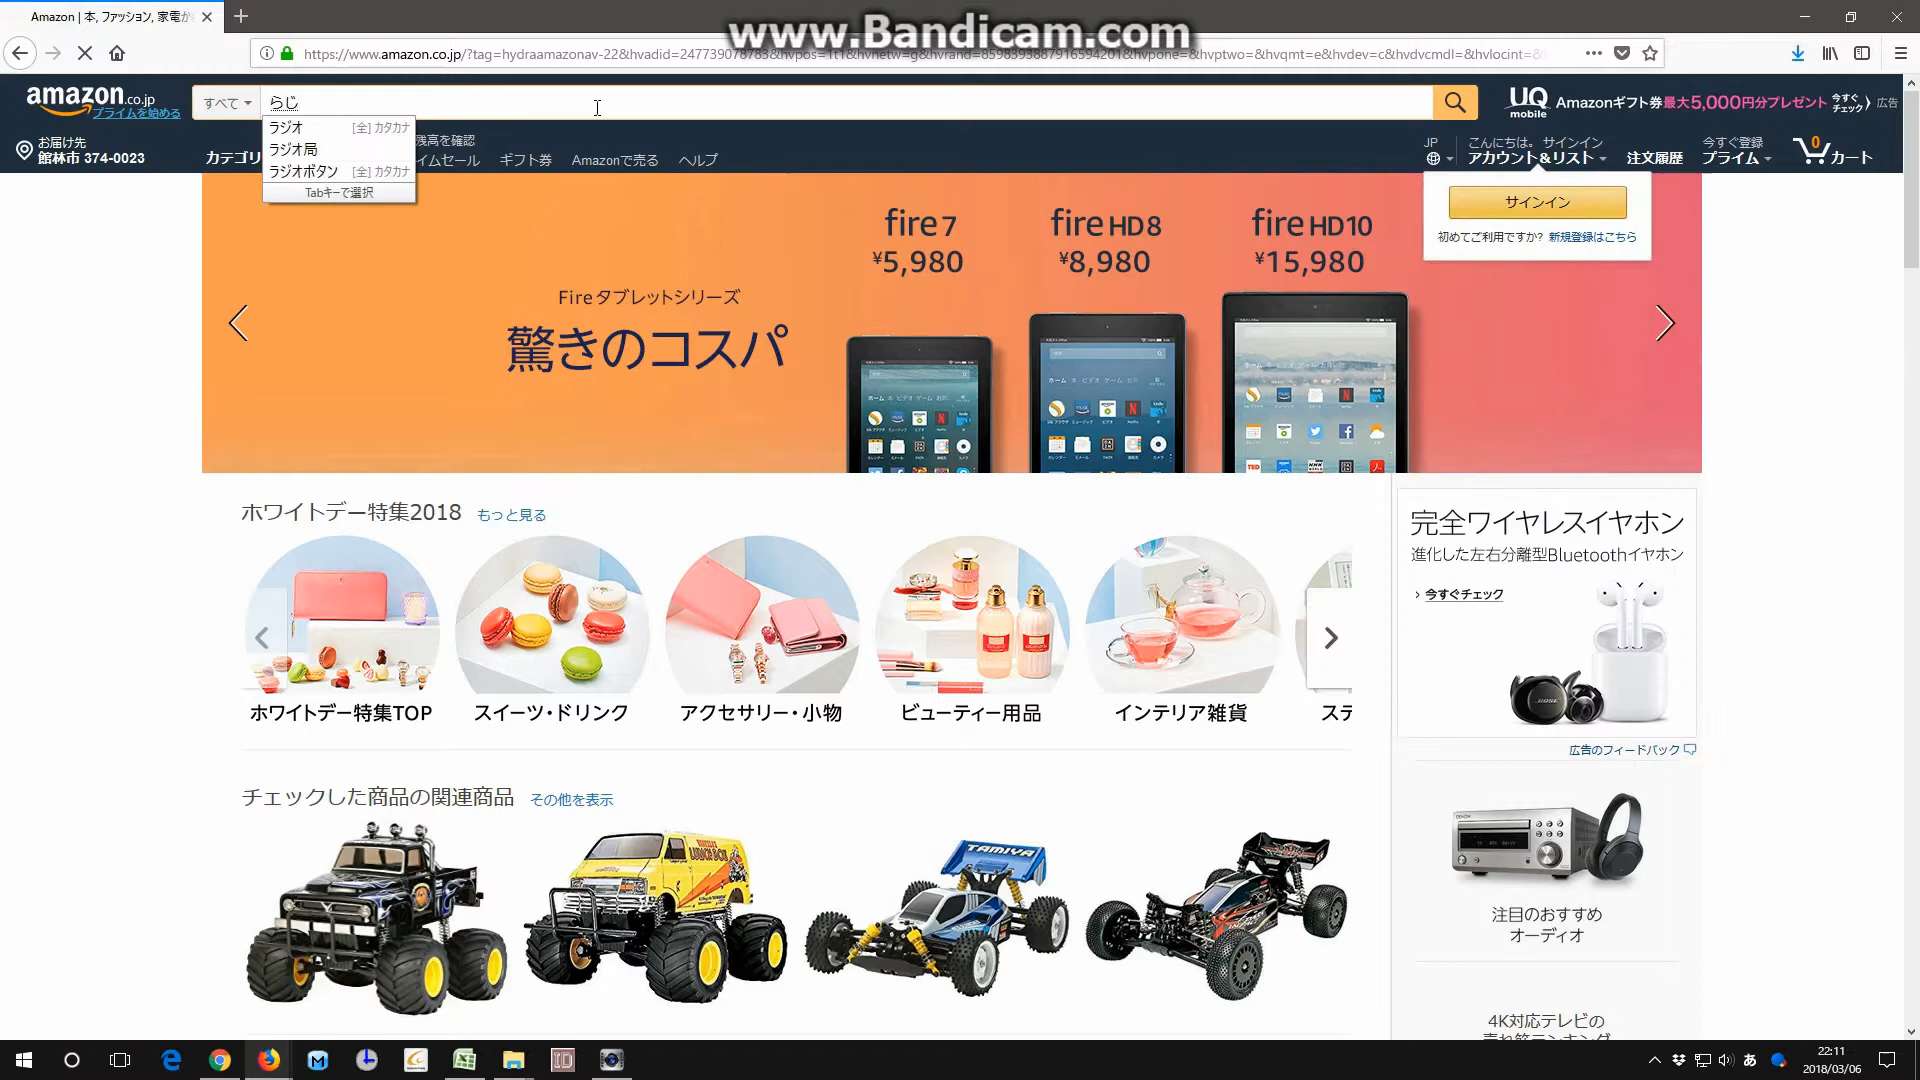 Amazon | 本, ファッション, 家電か
www.Bandicam.com
https://www.amazon.co.jp/?tag=hydraamazonav-22&hvadid=247739078783&hvpos=1t1&hvnetw=g&hvrand=8598393887916594201&hvpone=&hvptwo=&hvqmt=e&hvdev=c&hvdvcmdl=&hvlocint=&
amazon.co.jp
プライムを始める
すべて
らじ
UQ mobile
Amazonギフト券最大5,000円分プレゼント
今すぐチェック
広告
ラジオ [全] カタカナ
ラジオ局
ラジオボタン [全] カタカナ
Tabキーで選択
お届け先
館林市 374-0023
カテゴリ
残高を確認
イムセール
ギフト券
Amazonで売る
ヘルプ
JP
こんにちは。 サインイン
アカウント&リスト
注文履歴
今すぐ登録
プライム
0
カート
サインイン
初めてご利用ですか? 新規登録はこちら
fire 7
¥5,980
fire HD 8
¥8,980
fire HD 10
¥15,980
Fire タブレットシリーズ
驚きのコスパ
ホワイトデー特集2018 もっと見る
ホワイトデー特集TOP
スイーツ・ドリンク
アクセサリー・小物
ビューティー用品
インテリア雑貨
ステ
完全ワイヤレスイヤホン
進化した左右分離型Bluetoothイヤホン
今すぐチェック
BOSE
広告のフィードバック
チェックした商品の関連商品 その他を表示
LUNCH BOX
TAMIYA
DENON
注目のおすすめ
オーディオ
4K対応テレビの
あ
22:11
2018/03/06